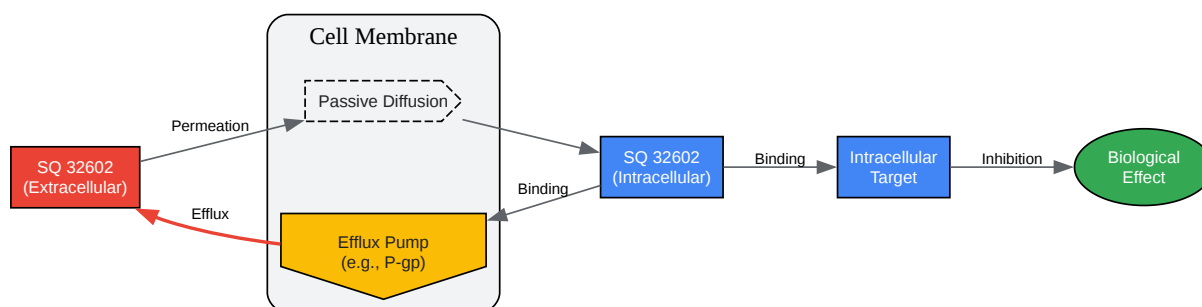 Cell Membrane
Passive Diffusion
Permeation
SQ 32602
(Extracellular)
SQ 32602
(Intracellular)
Binding
Intracellular
Target
Inhibition
Biological
Effect
Binding
Efflux
Efflux Pump
(e.g., P-gp)